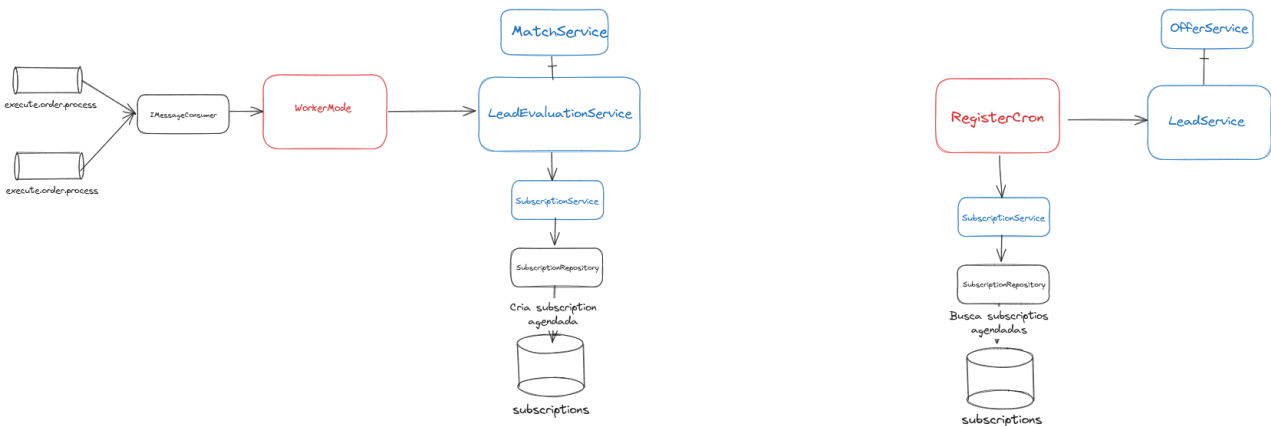 MatchService
execute.order.process
IMessageConsumer
WorkerMode
LeadEvaluationService
execute.order.process
SubscriptionService
SubscriptionRepository
Cria subscription
agendada
subscriptions
OfferService
RegisterCron
LeadService
SubscriptionService
SubscriptionRepository
Busca subscriptios
agendadas
subscriptions